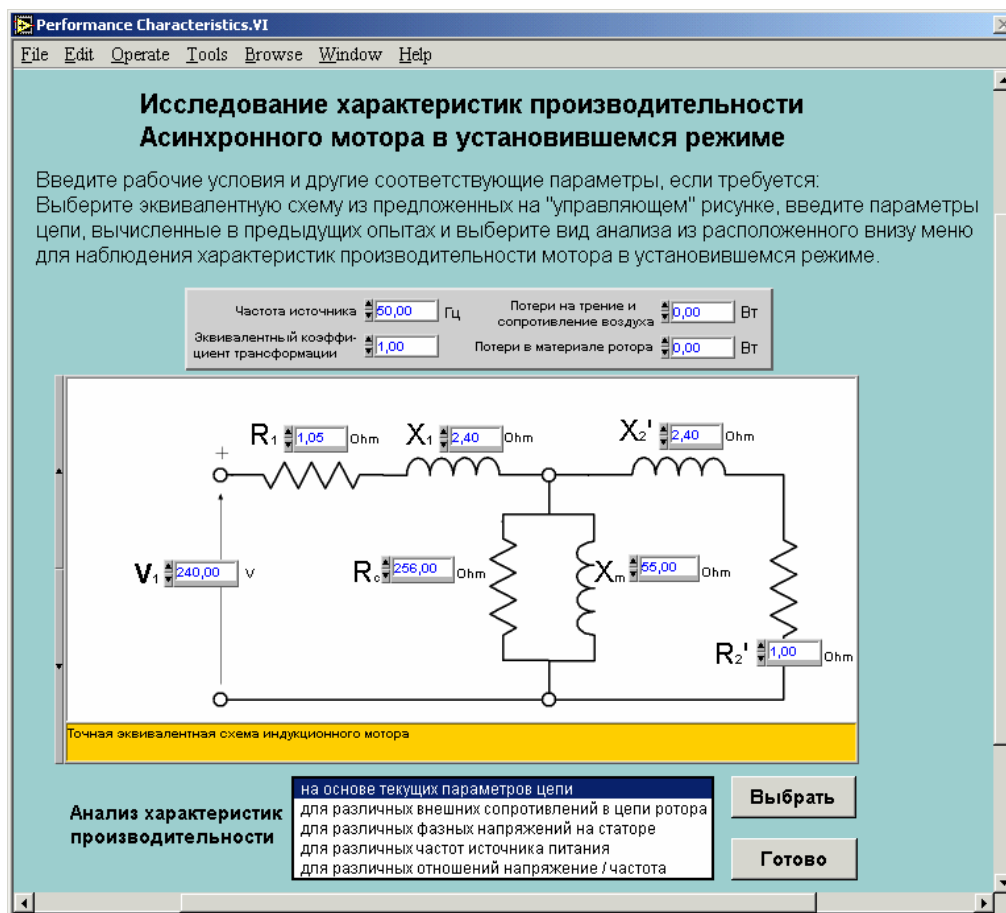 Performance Characteristics.VI
File Edit Operate Tools Browse Window Help
Исследование характеристик производительности
Асинхронного мотора в установившемся режиме
Введите рабочие условия и другие соответствующие параметры, если требуется:
Выберите эквивалентную схему из предложенных на "управляющем" рисунке, введите параметры
цепи, вычисленные в предыдущих опытах и выберите вид анализа из расположенного внизу меню
для наблюдения характеристик производительности мотора в установившемся режиме.
Частота источника 50,00 Гц
Эквивалентный коэффи-
циент трансформации 1,00
Потери на трение и
сопротивление воздуха 0,00 Вт
Потери в материале ротора 0,00 Вт
R1 1,05 Ohm
X1 2,40 Ohm
X2' 2,40 Ohm
+
V1 240,00 V
Rc 256,00 Ohm
Xm 55,00 Ohm
R2' 1,00 Ohm
Точная эквивалентная схема индукционного мотора
Анализ характеристик
производительности
на основе текущих параметров цепи
для различных внешних сопротивлений в цепи ротора
для различных фазных напряжений на статоре
для различных частот источника питания
для различных отношений напряжение / частота
Выбрать
Готово